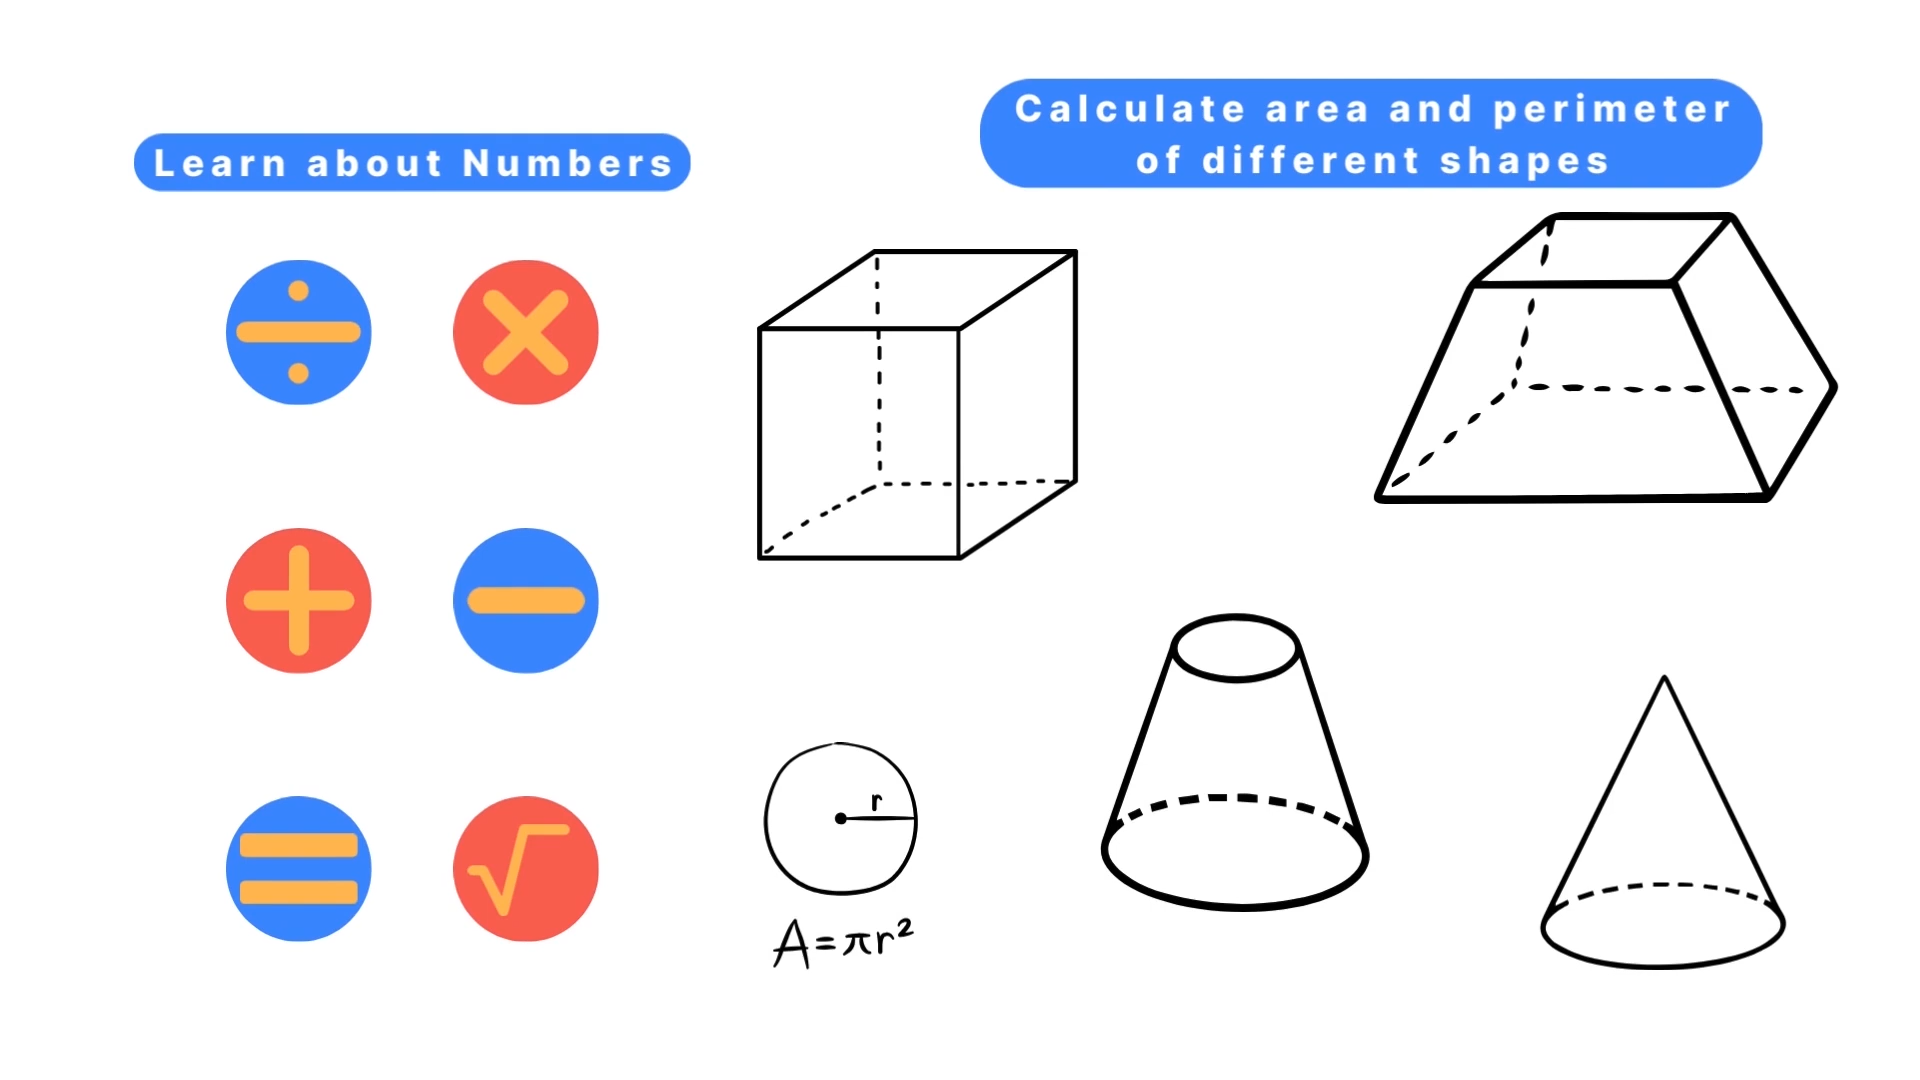 Learn about Numbers
Calculate area and perimeter
of different shapes
÷ ×
+ −
= √
r
A=πr²